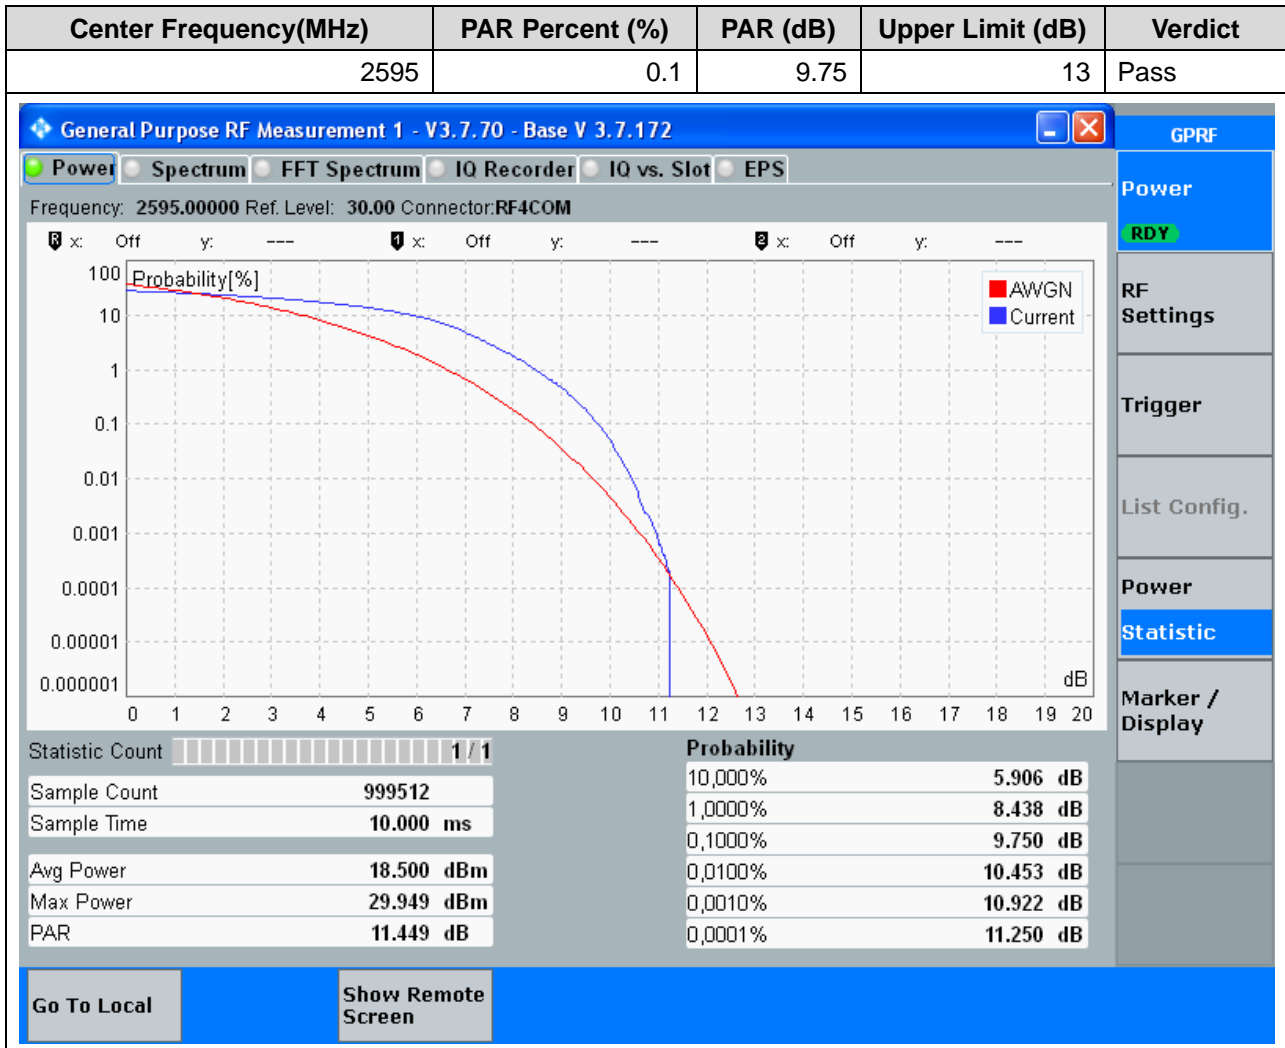 Center Frequency(MHz) PAR Percent (%) PAR (dB) Upper Limit (dB) Verdict
2595 0.1 9.75 13 Pass
General Purpose RF Measurement 1 - V3.7.70 - Base V 3.7.172
GPRF
Power Spectrum FFT Spectrum IQ Recorder IQ vs. Slot EPS
Frequency: 2595.00000 Ref. Level: 30.00 Connector:RF4COM
R x: Off y: --- 1 x: Off y: --- 2 x: Off y: ---
Probability[%]
AWGN
Current
100
10
1
0.1
0.01
0.001
0.0001
0.00001
0.000001
dB
0 1 2 3 4 5 6 7 8 9 10 11 12 13 14 15 16 17 18 19 20
Statistic Count 1 / 1
Sample Count 999512
Sample Time 10.000 ms
Avg Power 18.500 dBm
Max Power 29.949 dBm
PAR 11.449 dB
Probability
10,000% 5.906 dB
1,0000% 8.438 dB
0,1000% 9.750 dB
0,0100% 10.453 dB
0,0010% 10.922 dB
0,0001% 11.250 dB
Power
RDY
RF
Settings
Trigger
List Config.
Power
Statistic
Marker /
Display
Go To Local
Show Remote
Screen